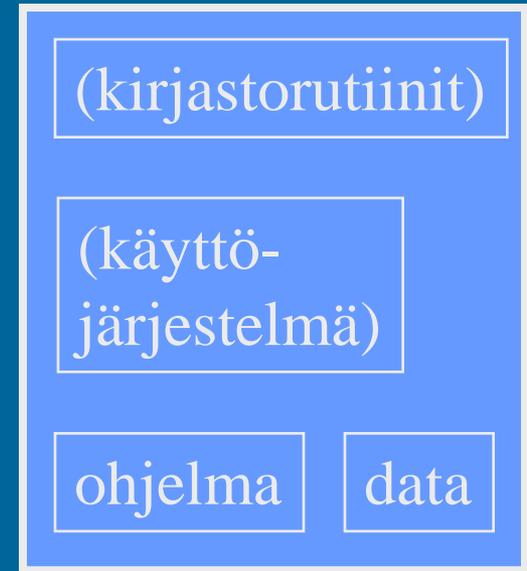 (kirjastorutiinit)
(käyttö-
järjestelmä)
ohjelma
data